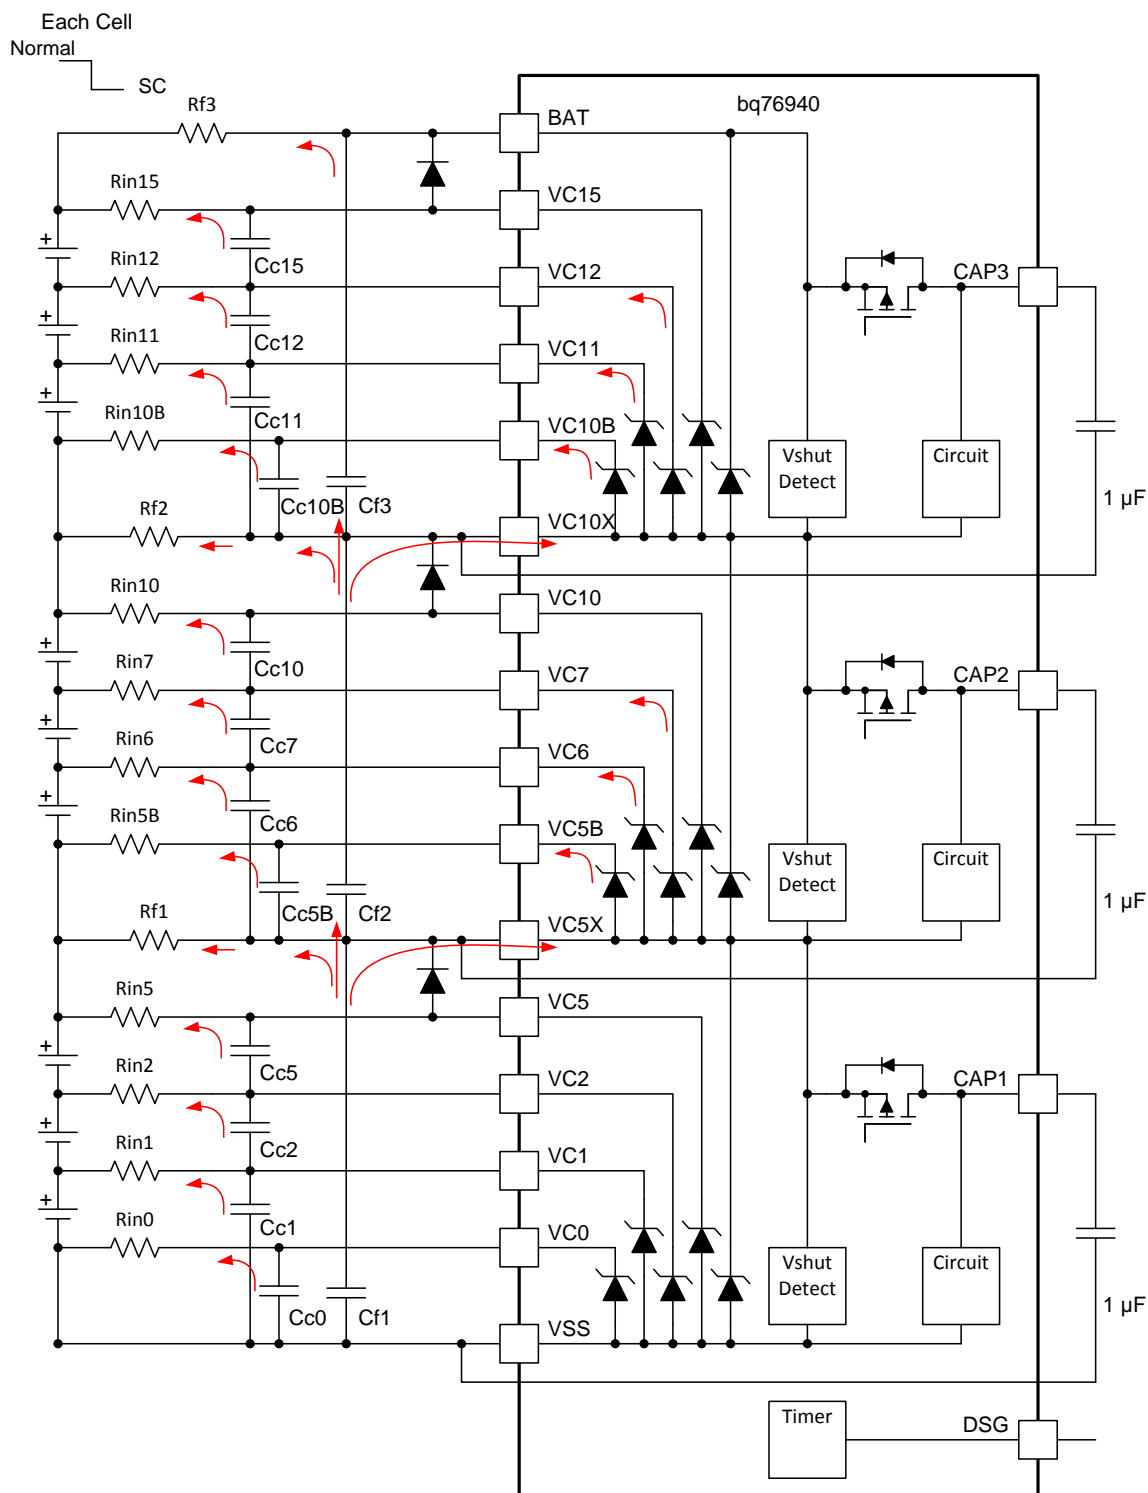 Each Cell
Normal
SC
Rf3
BAT
bq76940
Rin15
VC15
+
Cc15
Rin12
VC12
CAP3
+
Cc12
Rin11
VC11
+
Cc11
Rin10B
VC10B
Vshut
Detect
Circuit
Cc10B
Cf3
1 µF
Rf2
VC10X
Rin10
VC10
+
Cc10
Rin7
VC7
CAP2
+
Cc7
Rin6
VC6
+
Cc6
Rin5B
VC5B
Vshut
Detect
Circuit
Cc5B
Cf2
1 µF
Rf1
VC5X
Rin5
VC5
+
Cc5
Rin2
VC2
CAP1
+
Cc2
Rin1
VC1
+
Cc1
Rin0
VC0
Vshut
Detect
Circuit
Cc0
Cf1
1 µF
VSS
Timer
DSG